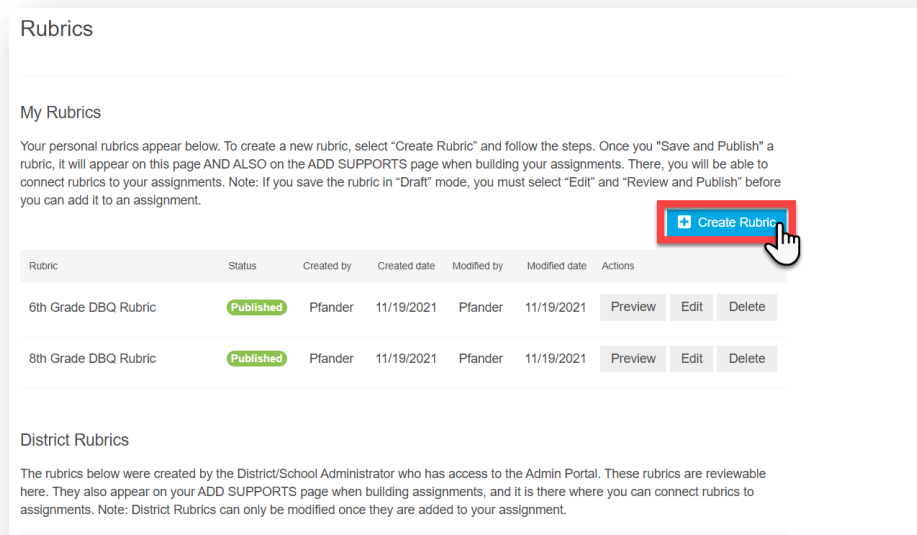 Rubrics
My Rubrics
Your personal rubrics appear below. To create a new rubric, select “Create Rubric” and follow the steps. Once you "Save and Publish" a
rubric, it will appear on this page AND ALSO on the ADD SUPPORTS page when building your assignments. There, you will be able to
connect rubrics to your assignments. Note: If you save the rubric in “Draft” mode, you must select “Edit” and “Review and Publish” before
you can add it to an assignment.
Create Rubric
Rubric Status Created by Created date Modified by Modified date Actions
6th Grade DBQ Rubric Published Pfander 11/19/2021 Pfander 11/19/2021 Preview Edit Delete
8th Grade DBQ Rubric Published Pfander 11/19/2021 Pfander 11/19/2021 Preview Edit Delete
District Rubrics
The rubrics below were created by the District/School Administrator who has access to the Admin Portal. These rubrics are reviewable
here. They also appear on your ADD SUPPORTS page when building assignments, and it is there where you can connect rubrics to
assignments. Note: District Rubrics can only be modified once they are added to your assignment.